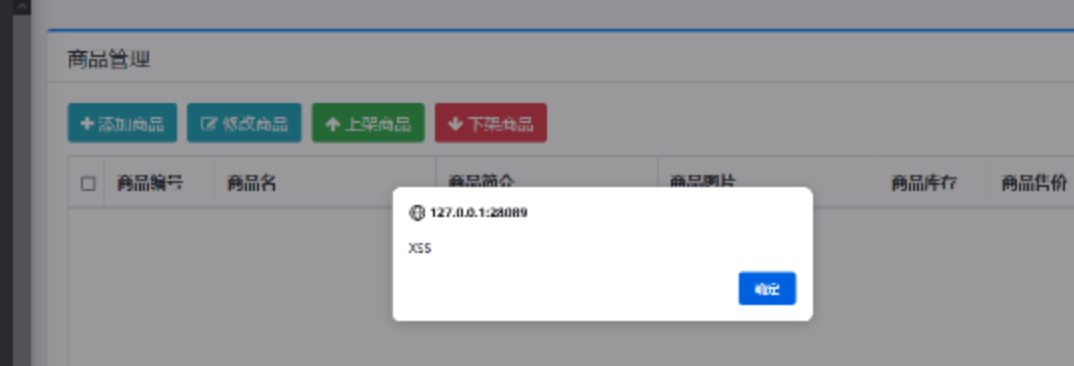 商品管理
添加商品 修改商品 上架商品 下架商品
商品编号 商品名 商品简介 商品图片 商品库存 商品售价
127.0.0.1:28089
XSS
确定